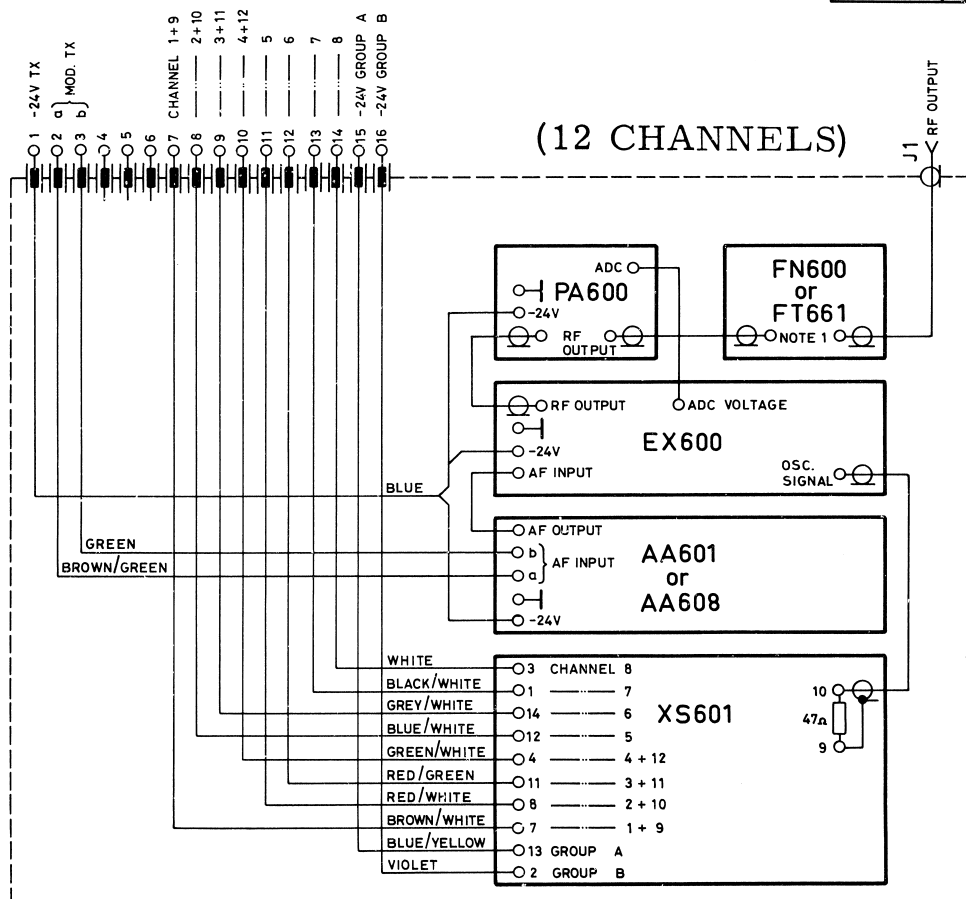 1 -24V TX
2 a } MOD. TX
3 b
4
5
6
7 CHANNEL 1+9
8 2+10
9 3+11
10 4+12
11 5
12 6
13 7
14 8
15 -24V GROUP A
16 -24V GROUP B
(12 CHANNELS)
J1
RF OUTPUT
ADC
PA600
-24V
RF OUTPUT
FN600
or
FT661
NOTE 1
RF OUTPUT
ADC VOLTAGE
EX600
-24V
AF INPUT
OSC.
SIGNAL
BLUE
GREEN
BROWN/GREEN
AF OUTPUT
b
a
AF INPUT
-24V
AA601
or
AA608
WHITE 3 CHANNEL 8
BLACK/WHITE 1 7
GREY/WHITE 14 6
BLUE/WHITE 12 5
GREEN/WHITE 4 4 + 12
RED/GREEN 11 3 + 11
RED/WHITE 8 2 + 10
BROWN/WHITE 7 1 + 9
BLUE/YELLOW 13 GROUP A
VIOLET 2 GROUP B
XS601
10
47Ω
9